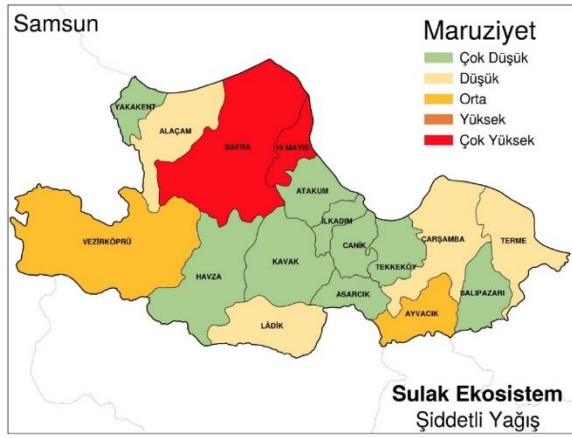 Samsun
Maruziyet
Çok Düşük
Düşük
Orta
Yüksek
Çok Yüksek
YAKAKENT
ALAÇAM
BAFRA
19 MAYIS
ATAKUM
İLKADIM
CANİK
TEKKEKÖY
ÇARŞAMBA
TERME
VEZİRKÖPRÜ
HAVZA
KAVAK
ASARCIK
SALIPAZARI
AYVACIK
LÂDİK
Sulak Ekosistem
Şiddetli Yağış